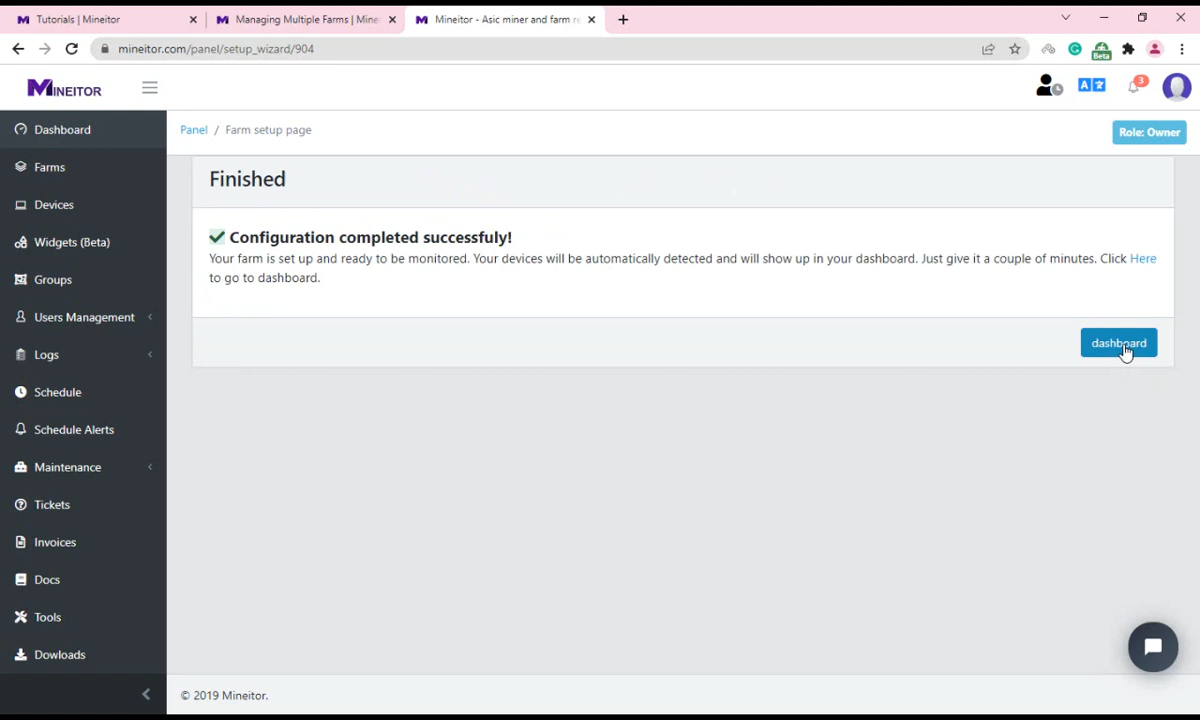 Tutorials | Mineitor
Managing Multiple Farms | Mine
Mineitor - Asic miner and farm re
mineitor.com/panel/setup_wizard/904
Beta
MINEITOR
A
3
Dashboard
Panel / Farm setup page
Role: Owner
Farms
Devices
Widgets (Beta)
Groups
Users Management
Logs
Schedule
Schedule Alerts
Maintenance
Tickets
Invoices
Docs
Tools
Dowloads
Finished
Configuration completed successfuly!
Your farm is set up and ready to be monitored. Your devices will be automatically detected and will show up in your dashboard. Just give it a couple of minutes. Click Here
to go to dashboard.
dashboard
© 2019 Mineitor.